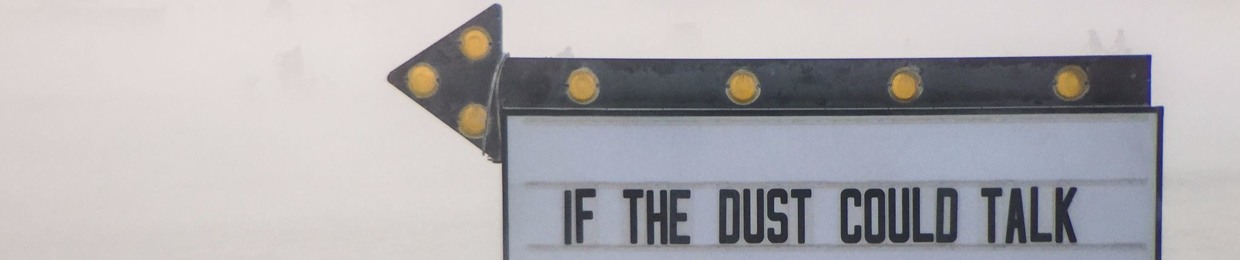 IF THE DUST COULD TALK